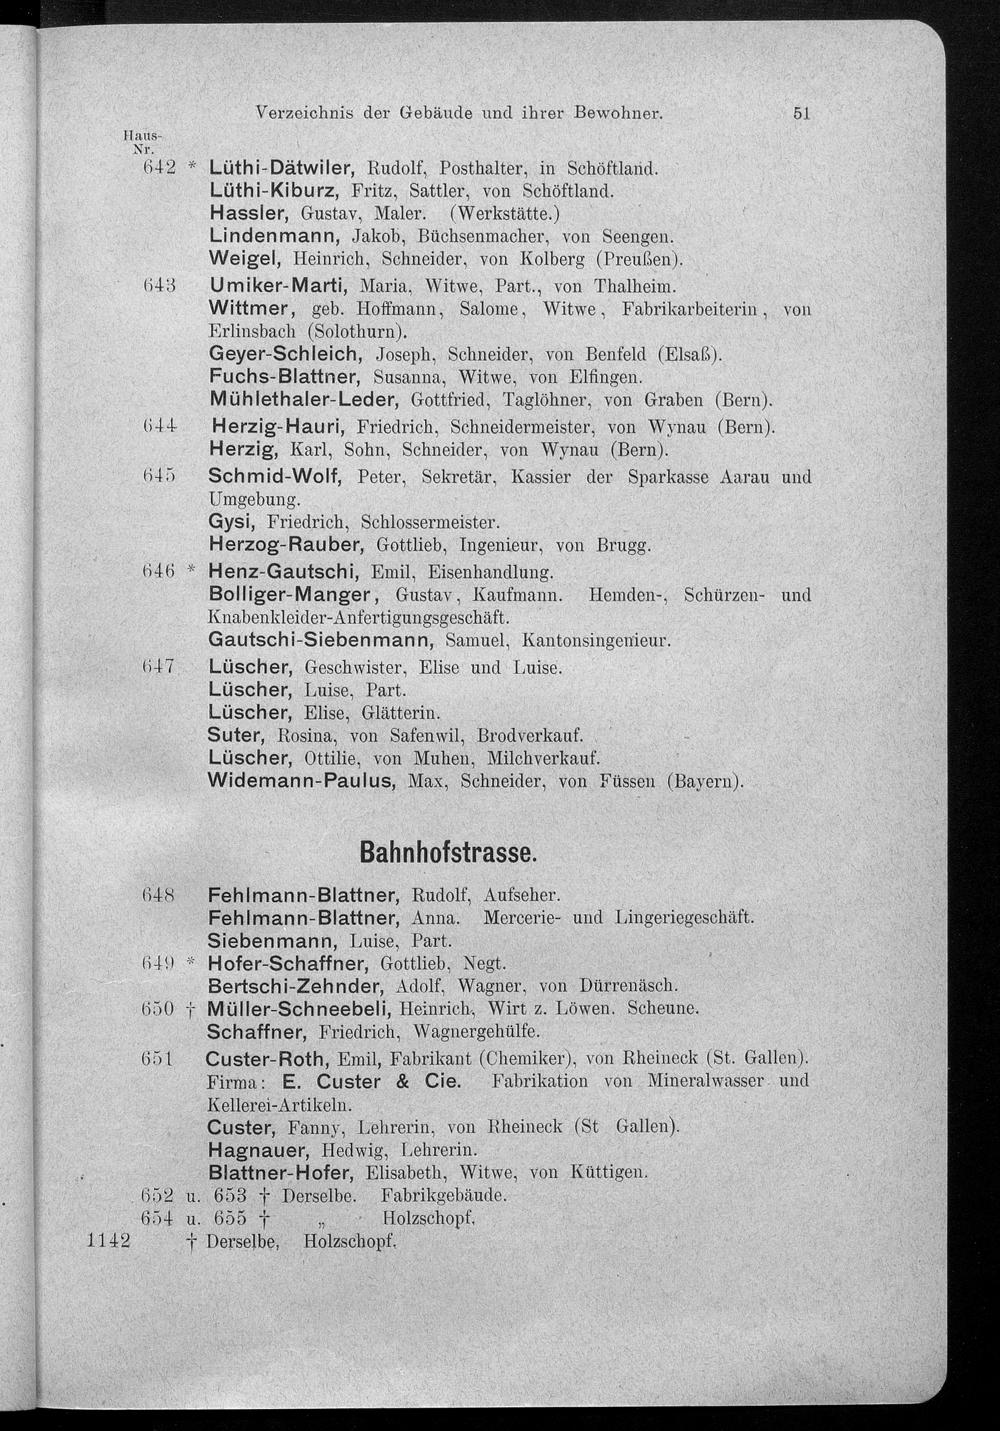 Verzeichnis der Gebäude und ihrer Bewohner. 51
Haus-
Nr.
642 * Lüthi-Dätwiler, Rudolf, Posthalter, in Schöftland.
Lüthi-Kiburz, Fritz, Sattler, von Schöftland.
Hassler, Gustav, Maler. (Werkstätte.)
Lindenmann, Jakob, Büchsenmacher, von Seengen.
Weigel, Heinrich, Schneider, von Kolberg (Preußen).
643 Umiker-Marti, Maria, Witwe, Part., von Thalheim.
Wittmer, geb. Hoffmann, Salome, Witwe, Fabrikarbeiterin, von
Erlinsbach (Solothurn).
Geyer-Schleich, Joseph, Schneider, von Benfeld (Elsaß).
Fuchs-Blattner, Susanna, Witwe, von Elfingen.
Mühlethaler-Leder, Gottfried, Taglöhner, von Graben (Bern).
644 Herzig-Hauri, Friedrich, Schneidermeister, von Wynau (Bern).
Herzig, Karl, Sohn, Schneider, von Wynau (Bern).
645 Schmid-Wolf, Peter, Sekretär, Kassier der Sparkasse Aarau und
Umgebung.
Gysi, Friedrich, Schlossermeister.
Herzog-Rauber, Gottlieb, Ingenieur, von Brugg.
646 * Henz-Gautschi, Emil, Eisenhandlung.
Bolliger-Manger, Gustav, Kaufmann. Hemden-, Schürzen- und
Knabenkleider-Anfertigungsgeschäft.
Gautschi-Siebenmann, Samuel, Kantonsingenieur.
647 Lüscher, Geschwister, Elise und Luise.
Lüscher, Luise, Part.
Lüscher, Elise, Glätterin.
Suter, Rosina, von Safenwil, Brodverkauf.
Lüscher, Ottilie, von Muhen, Milchverkauf.
Widemann-Paulus, Max, Schneider, von Füssen (Bayern).
Bahnhofstrasse.
648 Fehlmann-Blattner, Rudolf, Aufseher.
Fehlmann-Blattner, Anna. Mercerie- und Lingeriegeschäft.
Siebenmann, Luise, Part.
649 * Hofer-Schaffner, Gottlieb, Negt.
Bertschi-Zehnder, Adolf, Wagner, von Dürrenäsch.
650 † Müller-Schneebeli, Heinrich, Wirt z. Löwen. Scheune.
Schaffner, Friedrich, Wagnergehülfe.
651 Custer-Roth, Emil, Fabrikant (Chemiker), von Rheineck (St. Gallen).
Firma: E. Custer & Cie. Fabrikation von Mineralwasser und
Kellerei-Artikeln.
Custer, Fanny, Lehrerin, von Rheineck (St Gallen).
Hagnauer, Hedwig, Lehrerin.
Blattner-Hofer, Elisabeth, Witwe, von Küttigen.
652 u. 653 † Derselbe. Fabrikgebäude.
654 u. 655 † „ Holzschopf.
1142 † Derselbe, Holzschopf.